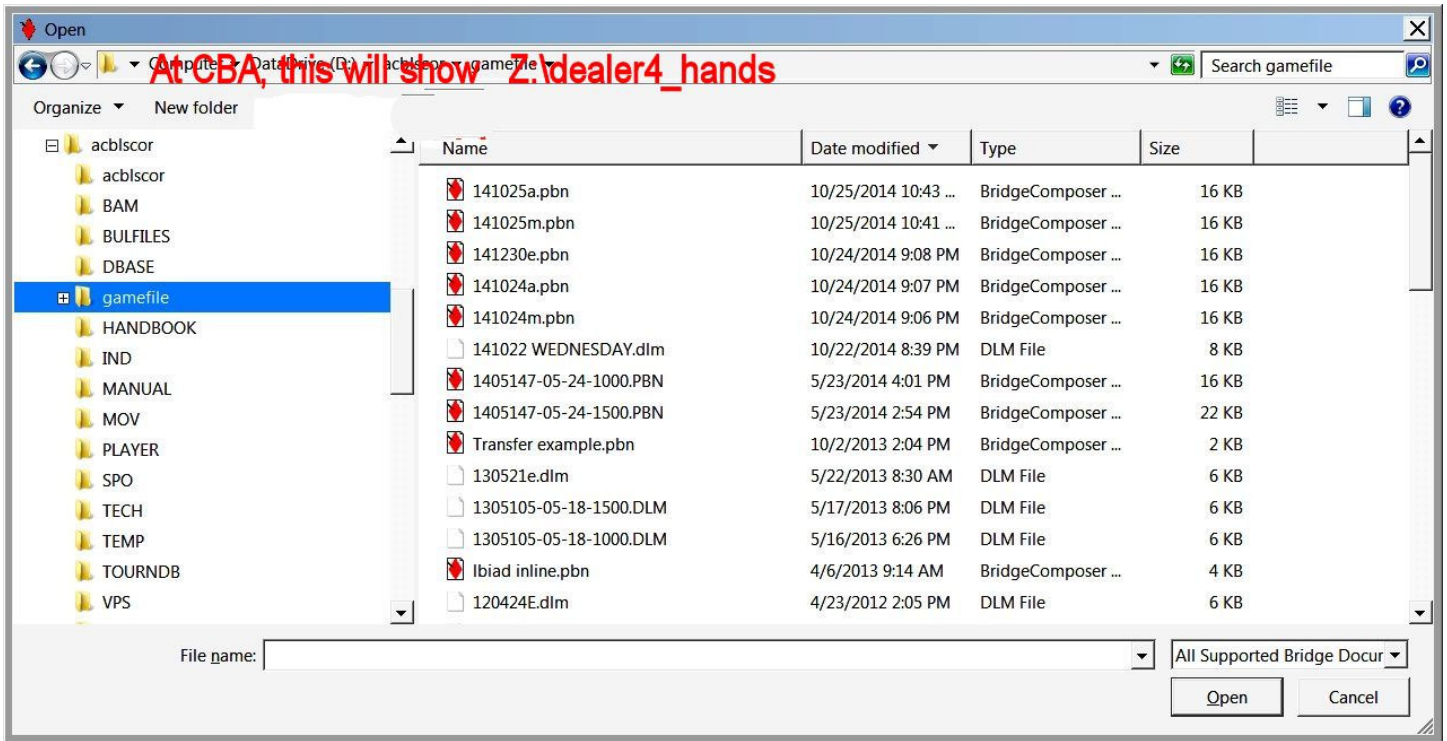 Open
Computer DataDrive (D:) acblscor gamefile
At CBA, this will show Z:\dealer4_hands
Search gamefile
Organize New folder
Name Date modified Type Size
acblscor
acblscor
BAM
BULFILES
DBASE
gamefile
HANDBOOK
IND
MANUAL
MOV
PLAYER
SPO
TECH
TEMP
TOURNDB
VPS
141025a.pbn 10/25/2014 10:43 ... BridgeComposer ... 16 KB
141025m.pbn 10/25/2014 10:41 ... BridgeComposer ... 16 KB
141230e.pbn 10/24/2014 9:08 PM BridgeComposer ... 16 KB
141024a.pbn 10/24/2014 9:07 PM BridgeComposer ... 16 KB
141024m.pbn 10/24/2014 9:06 PM BridgeComposer ... 16 KB
141022 WEDNESDAY.dlm 10/22/2014 8:39 PM DLM File 8 KB
1405147-05-24-1000.PBN 5/23/2014 4:01 PM BridgeComposer ... 16 KB
1405147-05-24-1500.PBN 5/23/2014 2:54 PM BridgeComposer ... 22 KB
Transfer example.pbn 10/2/2013 2:04 PM BridgeComposer ... 2 KB
130521e.dlm 5/22/2013 8:30 AM DLM File 6 KB
1305105-05-18-1500.DLM 5/17/2013 8:06 PM DLM File 6 KB
1305105-05-18-1000.DLM 5/16/2013 6:26 PM DLM File 6 KB
Ibiad inline.pbn 4/6/2013 9:14 AM BridgeComposer ... 4 KB
120424E.dlm 4/23/2012 2:05 PM DLM File 6 KB
File name:
All Supported Bridge Docur
Open Cancel